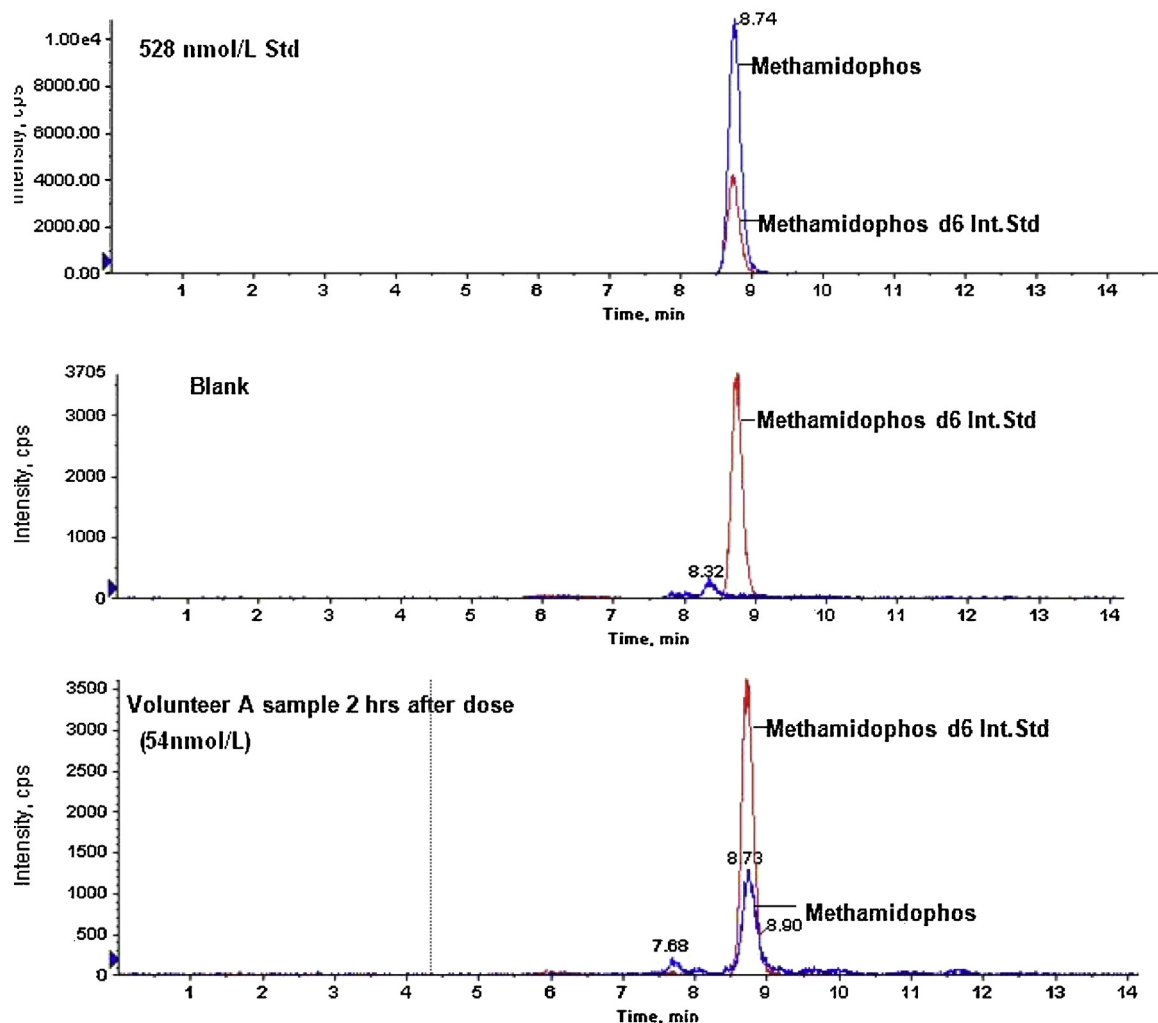 528 nmol/L Std
8.74
Methamidophos
Methamidophos d6 Int.Std
Intensity, cps
1.00e4
8000.00
6000.00
4000.00
2000.00
0.00
1 2 3 4 5 6 7 8 9 10 11 12 13 14
Time, min
Blank
Methamidophos d6 Int.Std
8.32
Intensity, cps
3705
3000
2000
1000
0
1 2 3 4 5 6 7 8 9 10 11 12 13 14
Time, min
Volunteer A sample 2 hrs after dose
(54nmol/L)
Methamidophos d6 Int.Std
8.73
Methamidophos
8.90
7.68
Intensity, cps
3500
3000
2500
2000
1500
1000
500
0
1 2 3 4 5 6 7 8 9 10 11 12 13 14
Time, min